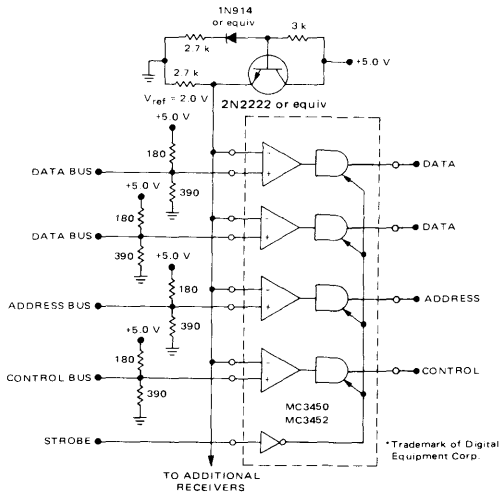 1N914
or equiv
3 k
2.7 k
2.7 k
+5.0 V
Vref = 2.0 V
2N2222 or equiv
+5.0 V
180
DATA BUS
DATA
390
+5.0 V
180
DATA BUS
DATA
390
+5.0 V
180
ADDRESS BUS
ADDRESS
390
+5.0 V
180
CONTROL BUS
CONTROL
390
MC3450
MC3452
STROBE
*Trademark of Digital
Equipment Corp.
TO ADDITIONAL
RECEIVERS